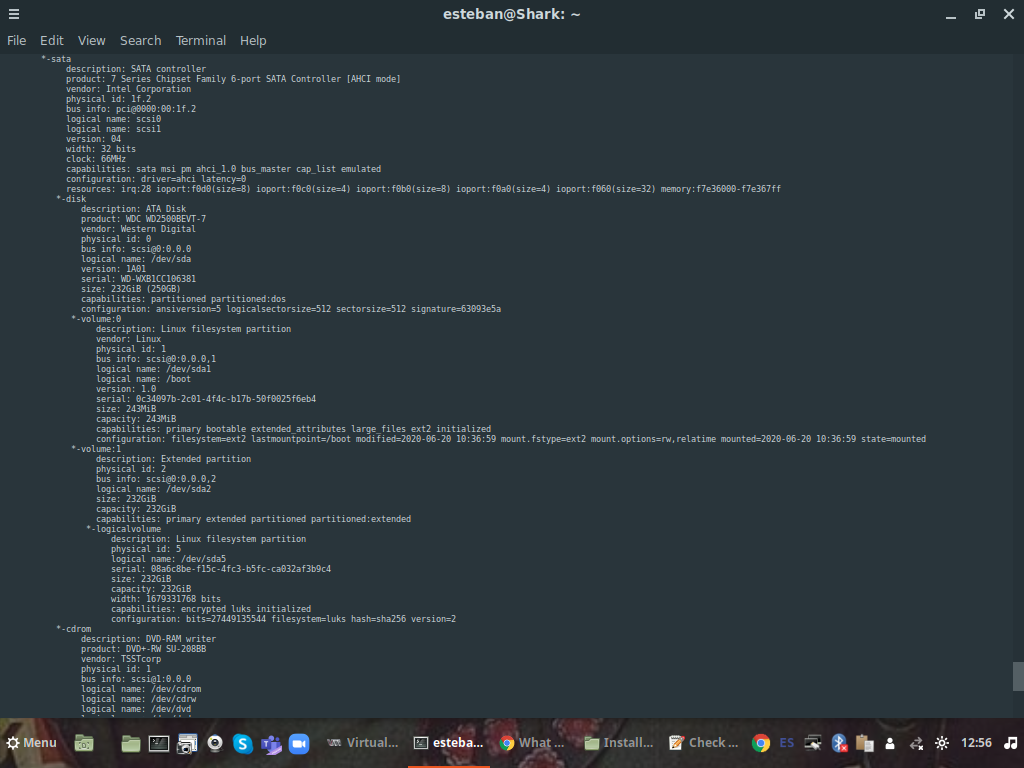 esteban@Shark: ~
File Edit View Search Terminal Help
*-sata
description: SATA controller
product: 7 Series Chipset Family 6-port SATA Controller [AHCI mode]
vendor: Intel Corporation
physical id: 1f.2
bus info: pci@0000:00:1f.2
logical name: scsi0
logical name: scsi1
version: 04
width: 32 bits
clock: 66MHz
capabilities: sata msi pm ahci_1.0 bus_master cap_list emulated
configuration: driver=ahci latency=0
resources: irq:28 ioport:f0d0(size=8) ioport:f0c0(size=4) ioport:f0b0(size=8) ioport:f0a0(size=4) ioport:f060(size=32) memory:f7e36000-f7e367ff
*-disk
description: ATA Disk
product: WDC WD2500BEVT-7
vendor: Western Digital
physical id: 0
bus info: scsi@0:0.0.0
logical name: /dev/sda
version: 1A01
serial: WD-WXB1CC106381
size: 232GiB (250GB)
capabilities: partitioned partitioned:dos
configuration: ansiversion=5 logicalsectorsize=512 sectorsize=512 signature=63093e5a
*-volume:0
description: Linux filesystem partition
vendor: Linux
physical id: 1
bus info: scsi@0:0.0.0,1
logical name: /dev/sda1
logical name: /boot
version: 1.0
serial: 0c34097b-2c01-4f4c-b17b-50f0025f6eb4
size: 243MiB
capacity: 243MiB
capabilities: primary bootable extended_attributes large_files ext2 initialized
configuration: filesystem=ext2 lastmountpoint=/boot modified=2020-06-20 10:36:59 mount.fstype=ext2 mount.options=rw,relatime mounted=2020-06-20 10:36:59 state=mounted
*-volume:1
description: Extended partition
physical id: 2
bus info: scsi@0:0.0.0,2
logical name: /dev/sda2
size: 232GiB
capacity: 232GiB
capabilities: primary extended partitioned partitioned:extended
*-logicalvolume
description: Linux filesystem partition
physical id: 5
logical name: /dev/sda5
serial: 08a6c8be-f15c-4fc3-b5fc-ca032af3b9c4
size: 232GiB
capacity: 232GiB
width: 1679331768 bits
capabilities: encrypted luks initialized
configuration: bits=27449135544 filesystem=luks hash=sha256 version=2
*-cdrom
description: DVD-RAM writer
product: DVD+-RW SU-208BB
vendor: TSSTcorp
physical id: 1
bus info: scsi@1:0.0.0
logical name: /dev/cdrom
logical name: /dev/cdrw
logical name: /dev/dvd
Menu Virtual... esteba... What ... Install... Check ... ES 12:56